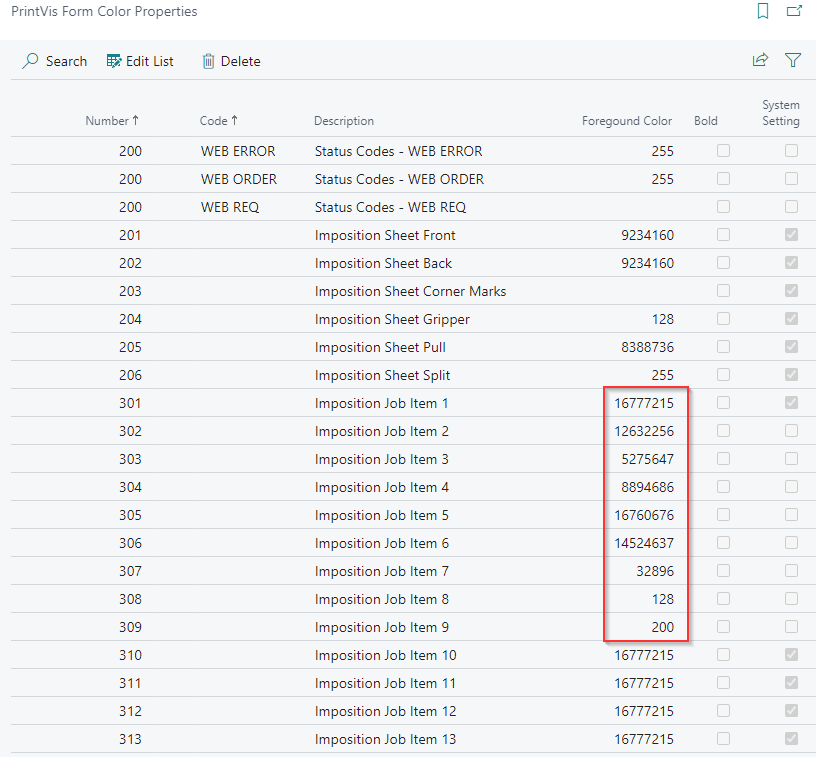 PrintVis Form Color Properties
Search Edit List Delete
Number ↑ Code ↑ Description Foregound Color Bold System Setting
200 WEB ERROR Status Codes - WEB ERROR 255
200 WEB ORDER Status Codes - WEB ORDER 255
200 WEB REQ Status Codes - WEB REQ
201 Imposition Sheet Front 9234160
202 Imposition Sheet Back 9234160
203 Imposition Sheet Corner Marks
204 Imposition Sheet Gripper 128
205 Imposition Sheet Pull 8388736
206 Imposition Sheet Split 255
301 Imposition Job Item 1 16777215
302 Imposition Job Item 2 12632256
303 Imposition Job Item 3 5275647
304 Imposition Job Item 4 8894686
305 Imposition Job Item 5 16760676
306 Imposition Job Item 6 14524637
307 Imposition Job Item 7 32896
308 Imposition Job Item 8 128
309 Imposition Job Item 9 200
310 Imposition Job Item 10 16777215
311 Imposition Job Item 11 16777215
312 Imposition Job Item 12 16777215
313 Imposition Job Item 13 16777215